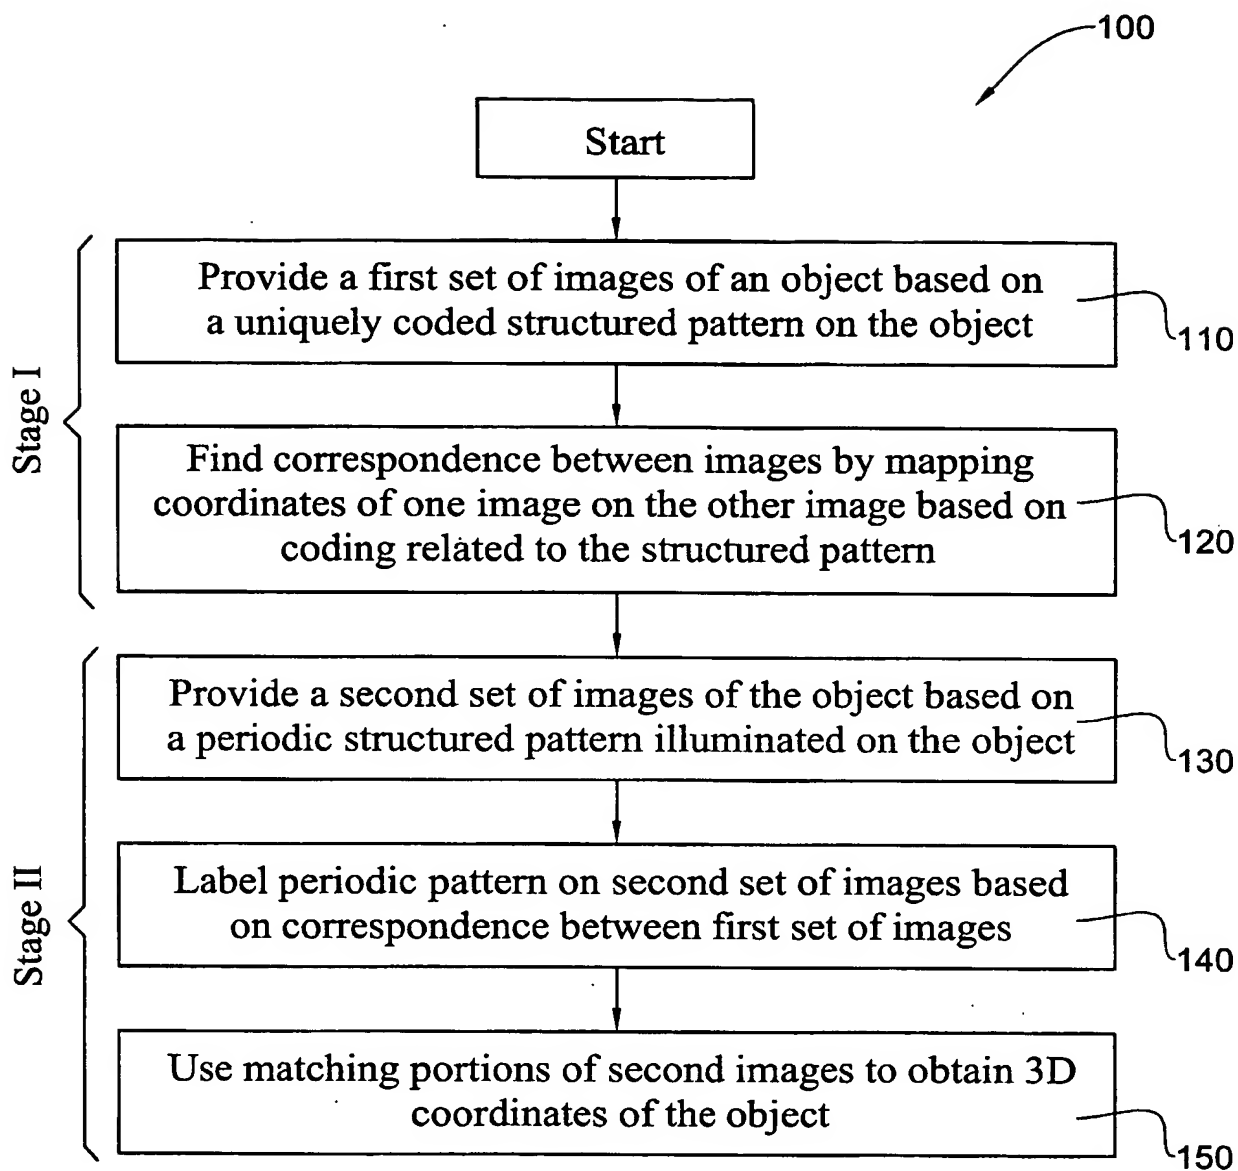 100
Start
Stage I
Provide a first set of images of an object based on
a uniquely coded structured pattern on the object
110
Find correspondence between images by mapping
coordinates of one image on the other image based on
coding related to the structured pattern
120
Stage II
Provide a second set of images of the object based on
a periodic structured pattern illuminated on the object
130
Label periodic pattern on second set of images based
on correspondence between first set of images
140
Use matching portions of second images to obtain 3D
coordinates of the object
150